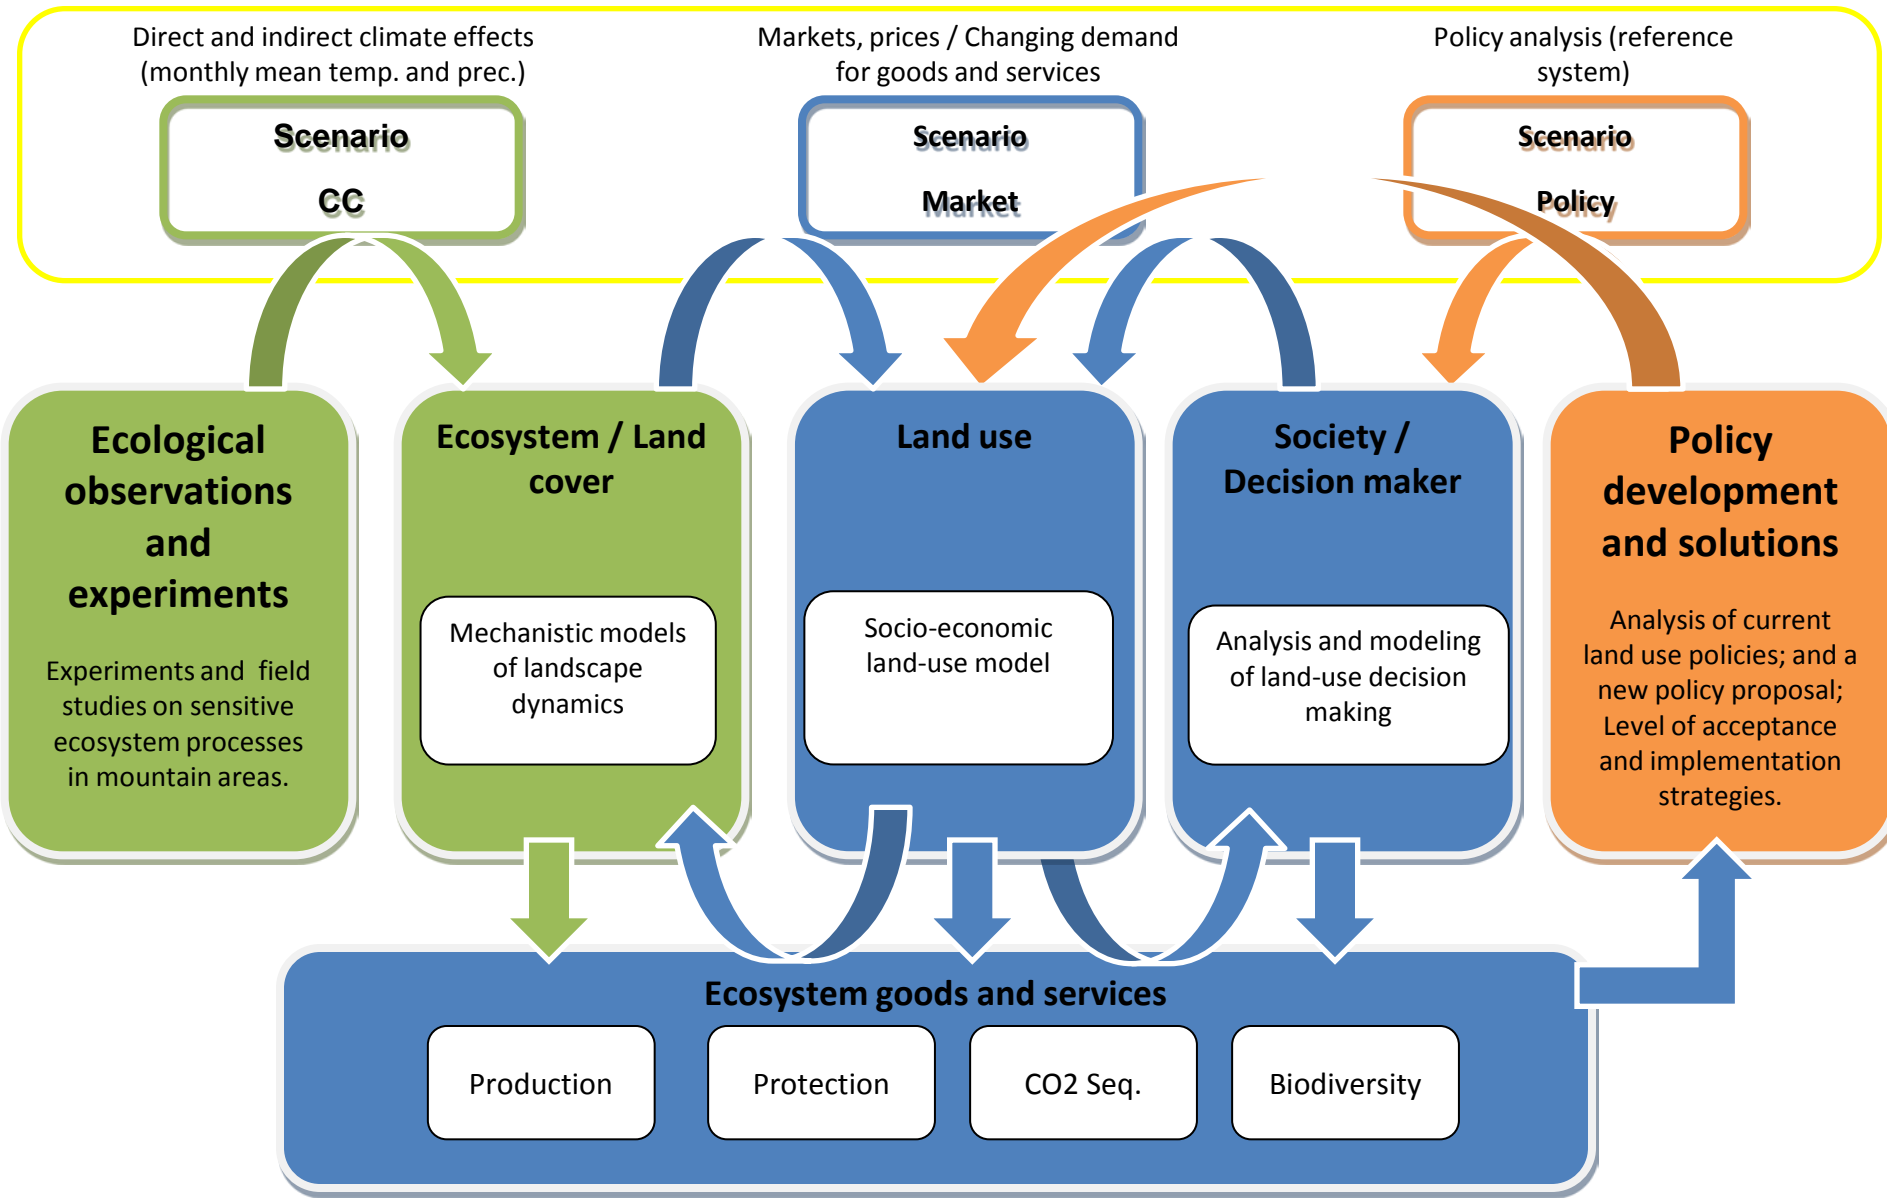 Direct and indirect climate effects
(monthly mean temp. and prec.)
Markets, prices / Changing demand
for goods and services
Policy analysis (reference
system)
Scenario
CC
Scenario
Market
Scenario
Policy
Ecological
observations
and
experiments
Experiments and field
studies on sensitive
ecosystem processes
in mountain areas.
Ecosystem / Land
cover
Mechanistic models
of landscape
dynamics
Land use
Socio-economic
land-use model
Society /
Decision maker
Analysis and modeling
of land-use decision
making
Policy
development
and solutions
Analysis of current
land use policies; and a
new policy proposal;
Level of acceptance
and implementation
strategies.
Ecosystem goods and services
Production
Protection
CO2 Seq.
Biodiversity